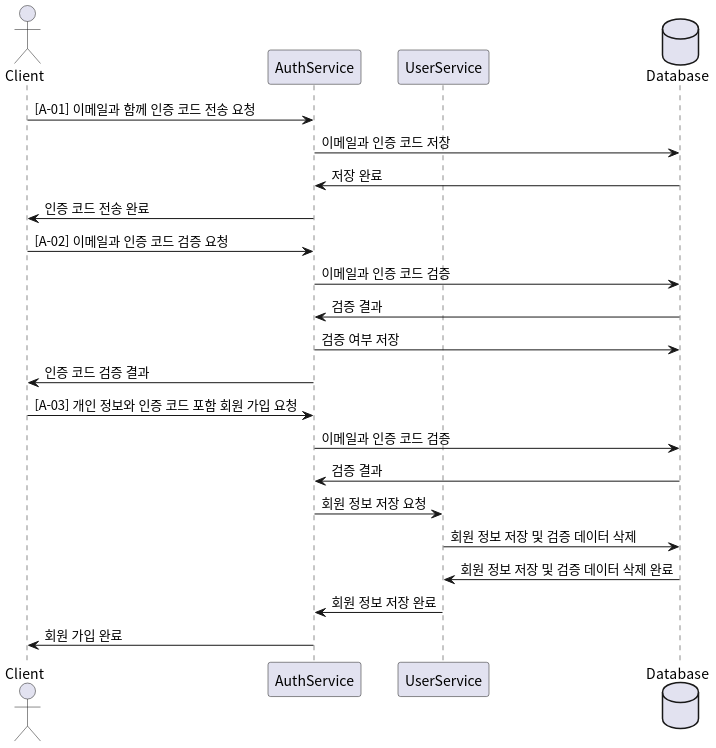 Client
AuthService
UserService
Database
[A-01] 이메일과 함께 인증 코드 전송 요청
이메일과 인증 코드 저장
저장 완료
인증 코드 전송 완료
[A-02] 이메일과 인증 코드 검증 요청
이메일과 인증 코드 검증
검증 결과
검증 여부 저장
인증 코드 검증 결과
[A-03] 개인 정보와 인증 코드 포함 회원 가입 요청
이메일과 인증 코드 검증
검증 결과
회원 정보 저장 요청
회원 정보 저장 및 검증 데이터 삭제
회원 정보 저장 및 검증 데이터 삭제 완료
회원 정보 저장 완료
회원 가입 완료
Client
AuthService
UserService
Database